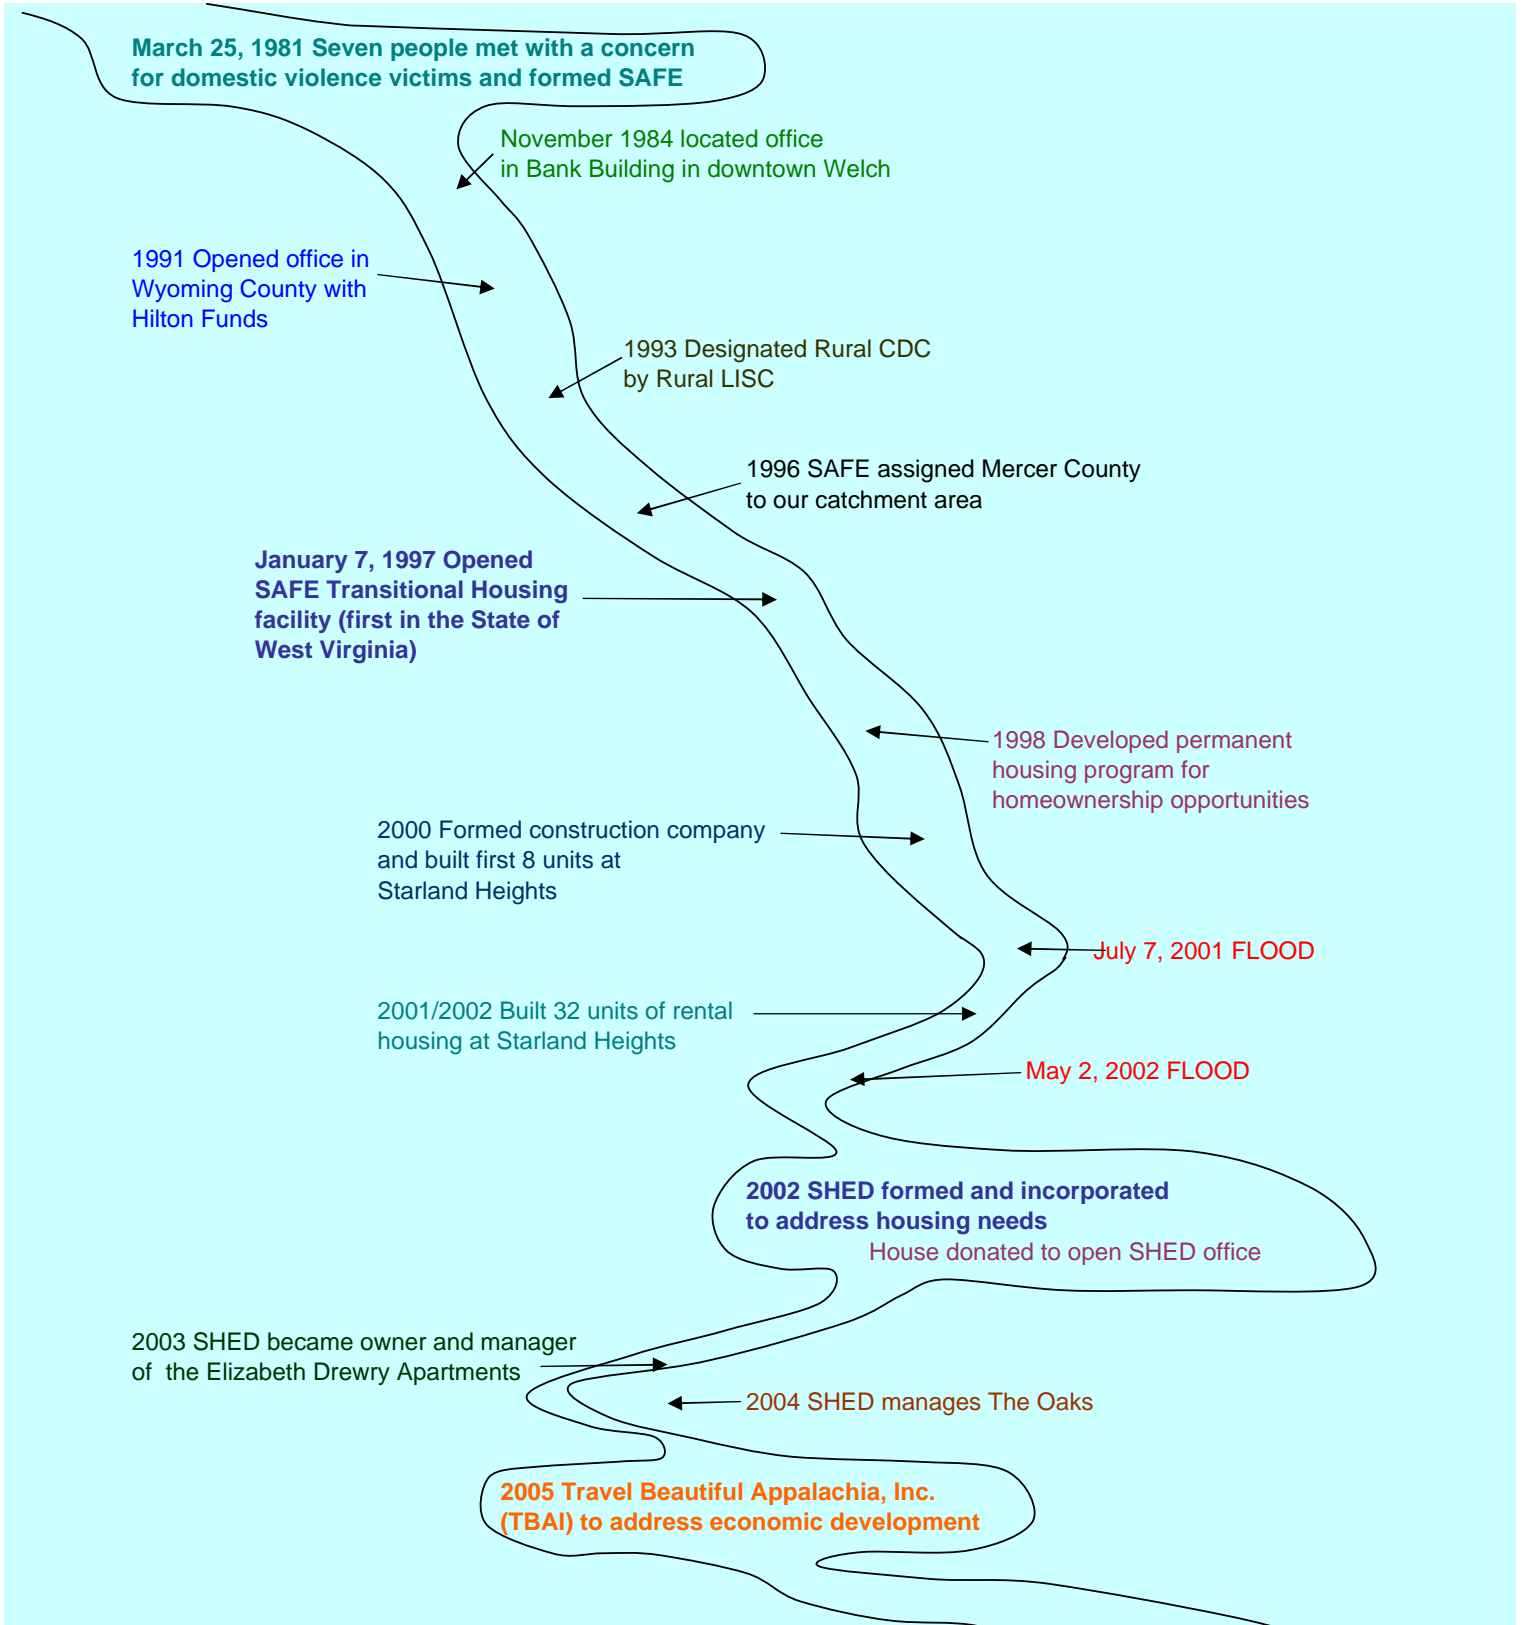 March 25, 1981 Seven people met with a concern
for domestic violence victims and formed SAFE
November 1984 located office
in Bank Building in downtown Welch
1991 Opened office in
Wyoming County with
Hilton Funds
1993 Designated Rural CDC
by Rural LISC
1996 SAFE assigned Mercer County
to our catchment area
January 7, 1997 Opened
SAFE Transitional Housing
facility (first in the State of
West Virginia)
1998 Developed permanent
housing program for
homeownership opportunities
2000 Formed construction company
and built first 8 units at
Starland Heights
July 7, 2001 FLOOD
2001/2002 Built 32 units of rental
housing at Starland Heights
May 2, 2002 FLOOD
2002 SHED formed and incorporated
to address housing needs
House donated to open SHED office
2003 SHED became owner and manager
of  the Elizabeth Drewry Apartments
2004 SHED manages The Oaks
2005 Travel Beautiful Appalachia, Inc.
(TBAI) to address economic development